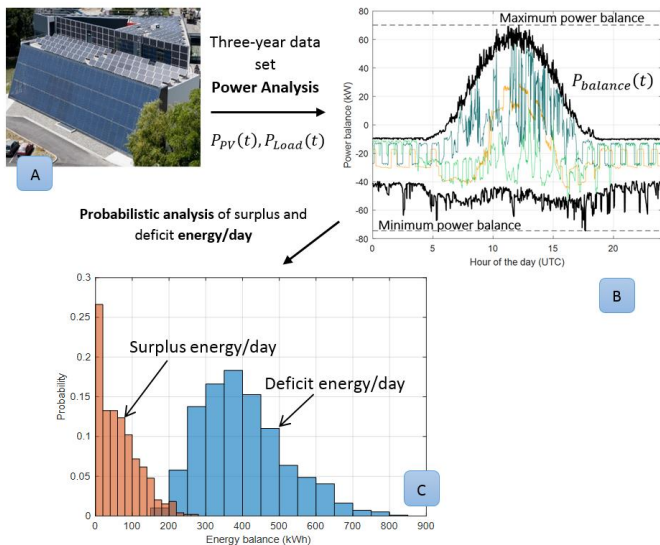 Three-year data
set
Power Analysis
P_PV(t), P_Load(t)
A
Maximum power balance
P_balance(t)
Minimum power balance
Power balance (kW)
80
60
40
20
0
-20
-40
-60
-80
0
5
10
15
20
Hour of the day (UTC)
B
Probabilistic analysis of surplus and
deficit energy/day
Surplus energy/day
Deficit energy/day
Probability
0.3
0.25
0.2
0.15
0.1
0.05
0
0 100 200 300 400 500 600 700 800 900
Energy balance (kWh)
C